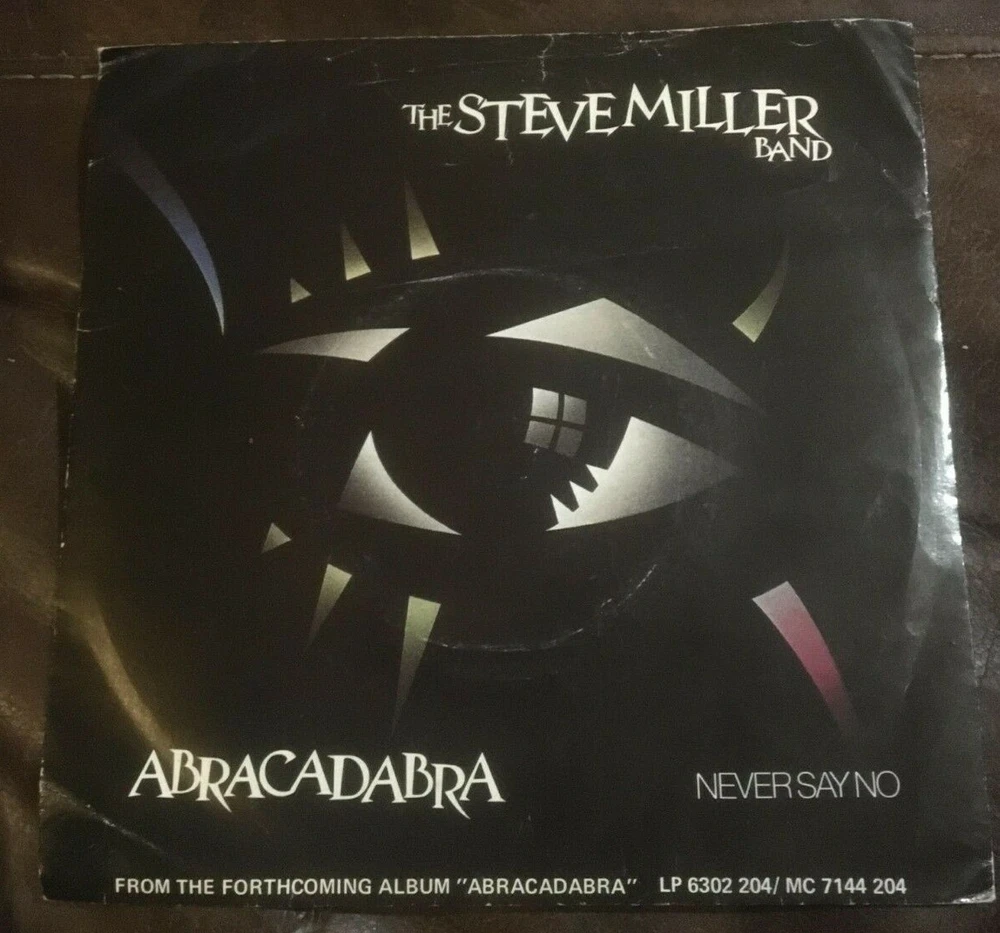 THE STEVE MILLER
BAND
ABRACADABRA
NEVER SAY NO
FROM THE FORTHCOMING ALBUM "ABRACADABRA" LP 6302 204/ MC 7144 204